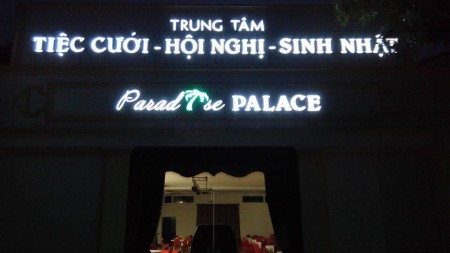 TRUNG TÂM
TIỆC CƯỚI - HỘI NGHỊ - SINH NHẬT
Paradise PALACE